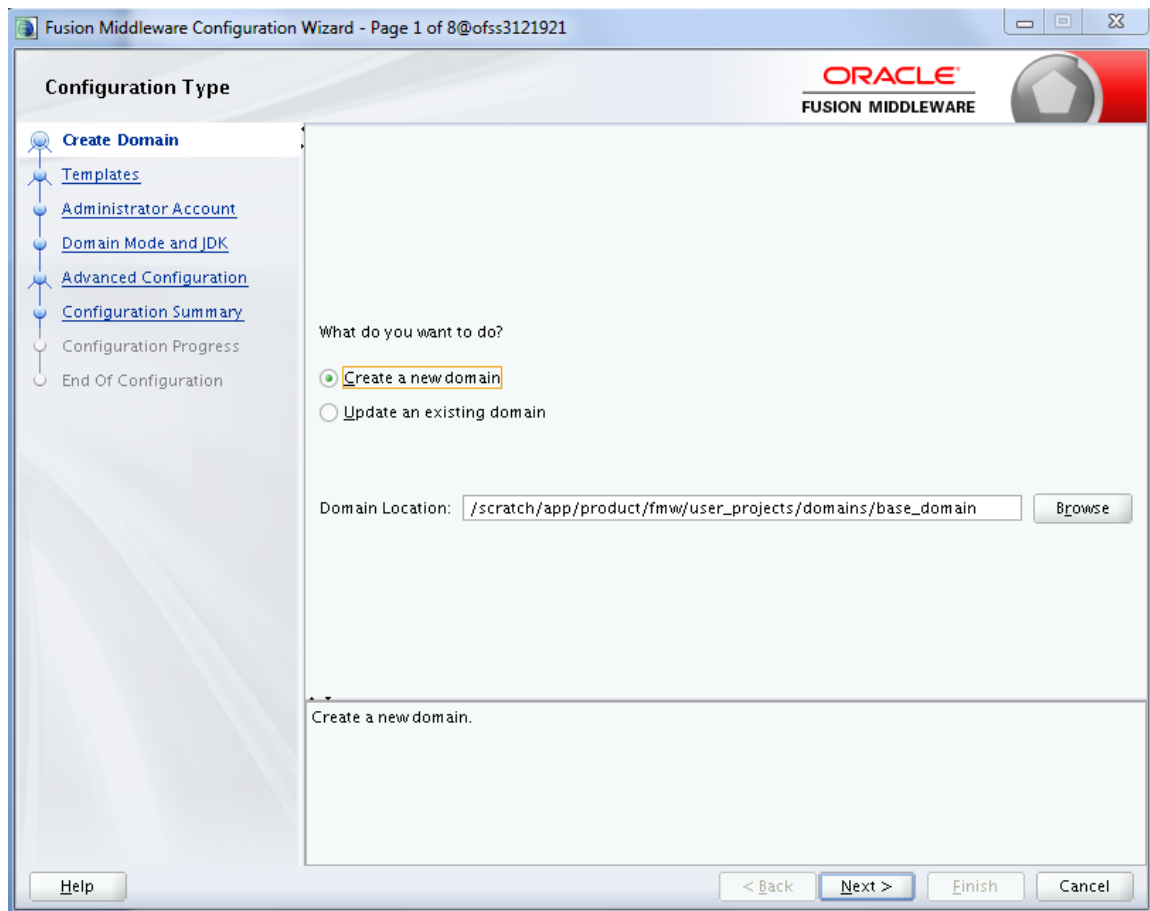 Fusion Middleware Configuration Wizard - Page 1 of 8@ofss3121921
Configuration Type
ORACLE
FUSION MIDDLEWARE
Create Domain
Templates
Administrator Account
Domain Mode and JDK
Advanced Configuration
Configuration Summary
Configuration Progress
End Of Configuration
What do you want to do?
Create a new domain
Update an existing domain
Domain Location: /scratch/app/product/fmw/user_projects/domains/base_domain Browse
Create a new domain.
Help < Back Next > Finish Cancel